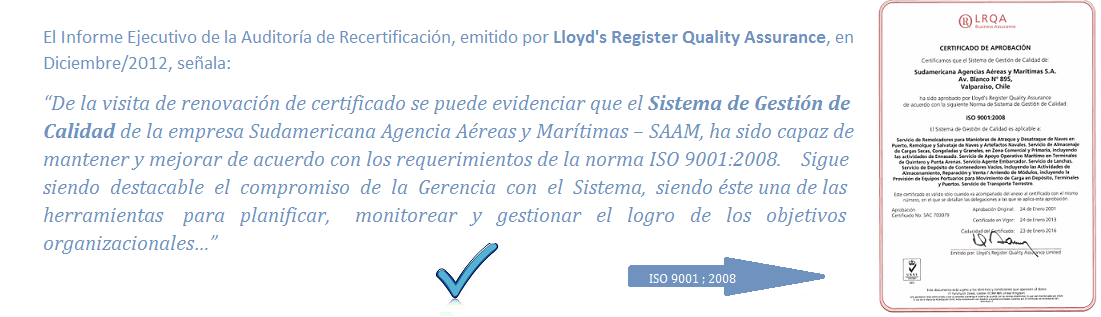 El Informe Ejecutivo de la Auditoría de Recertificación, emitido por Lloyd's Register Quality Assurance, en
Diciembre/2012, señala:
“De la visita de renovación de certificado se puede evidenciar que el Sistema de Gestión de
Calidad de la empresa Sudamericana Agencia Aéreas y Marítimas – SAAM, ha sido capaz de
mantener y mejorar de acuerdo con los requerimientos de la norma ISO 9001:2008. Sigue
siendo destacable el compromiso de la Gerencia con el Sistema, siendo éste una de las
herramientas para planificar, monitorear y gestionar el logro de los objetivos
organizacionales…”
ISO 9001 ; 2008
LRQA
Business Assurance
CERTIFICADO DE APROBACIÓN
Certificamos que el Sistema de Gestión de Calidad de:
Sudamericana Agencias Aéreas y Marítimas S.A.
Av. Blanco Nº 895,
Valparaíso, Chile
ha sido aprobado por Lloyd's Register Quality Assurance
de acuerdo con la siguiente Norma de Sistema de Gestión de Calidad:
ISO 9001:2008
El Sistema de Gestión de Calidad es aplicable a:
Servicio de Remolcadores para Maniobras de Atraque y Desatraque de Naves en
Puerto, Remolque y Salvataje de Naves y Artefactos Navales. Servicio de Almacenaje
de Cargas Secas, Congeladas y Graneles, en Zona Comercial y Primaria, Incluyendo
las actividades de Envasada. Servicio de Apoyo Operativo Marítimo en Terminales
de Quintero y Punta Arenas. Servicio Agente Embarcador. Servicio de Lanchas.
Servicio de Depósito de Contenedores Vacíos, Incluyendo las Actividades de
Almacenamiento, Reparación y Venta / Arriendo de Módulos, incluyendo la
Provisión de Equipos Portuarios para Movimiento de Carga en Depósito, Terminales
y Puertos. Servicio de Transporte Terrestre.
Este certificado es válido sólo cuando va acompañado del anexo al certificado con el mismo
número, en el que se detallan las delegaciones a las que se aplica esta aprobación.
Aprobación
Certificado No: SAC 703079
Aprobación Original: 24 de Enero 2001
Certificado en Vigor: 24 de Enero 2013
Caducidad del Certificado: 23 de Enero 2016
Emitido por: Lloyd's Register Quality Assurance Limited